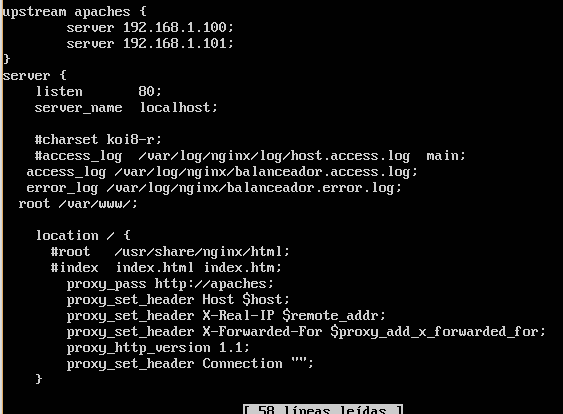 upstream apaches {
        server 192.168.1.100;
        server 192.168.1.101;
}
server {
    listen       80;
    server_name  localhost;

    #charset koi8-r;
    #access_log  /var/log/nginx/log/host.access.log  main;
   access_log /var/log/nginx/balanceador.access.log;
   error_log /var/log/nginx/balanceador.error.log;
  root /var/www/;

    location / {
      #root   /usr/share/nginx/html;
      #index  index.html index.htm;
        proxy_pass http://apaches;
        proxy_set_header Host $host;
        proxy_set_header X-Real-IP $remote_addr;
        proxy_set_header X-Forwarded-For $proxy_add_x_forwarded_for;
        proxy_http_version 1.1;
        proxy_set_header Connection "";
    }

[ 58 líneas leídas ]